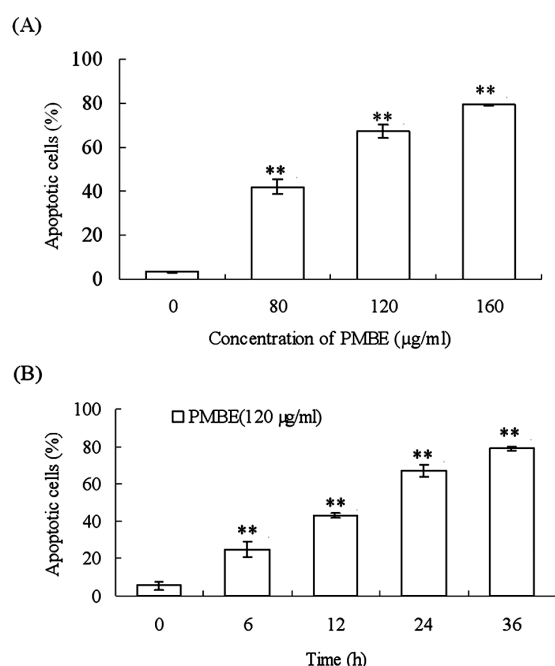 (A)
100
80
60
40
20
0
Apoptotic cells (%)
**
**
**
0 80 120 160
Concentration of PMBE (μg/ml)
(B)
100
80
60
40
20
0
Apoptotic cells (%)
PMBE(120 μg/ml)
**
**
**
**
0 6 12 24 36
Time (h)